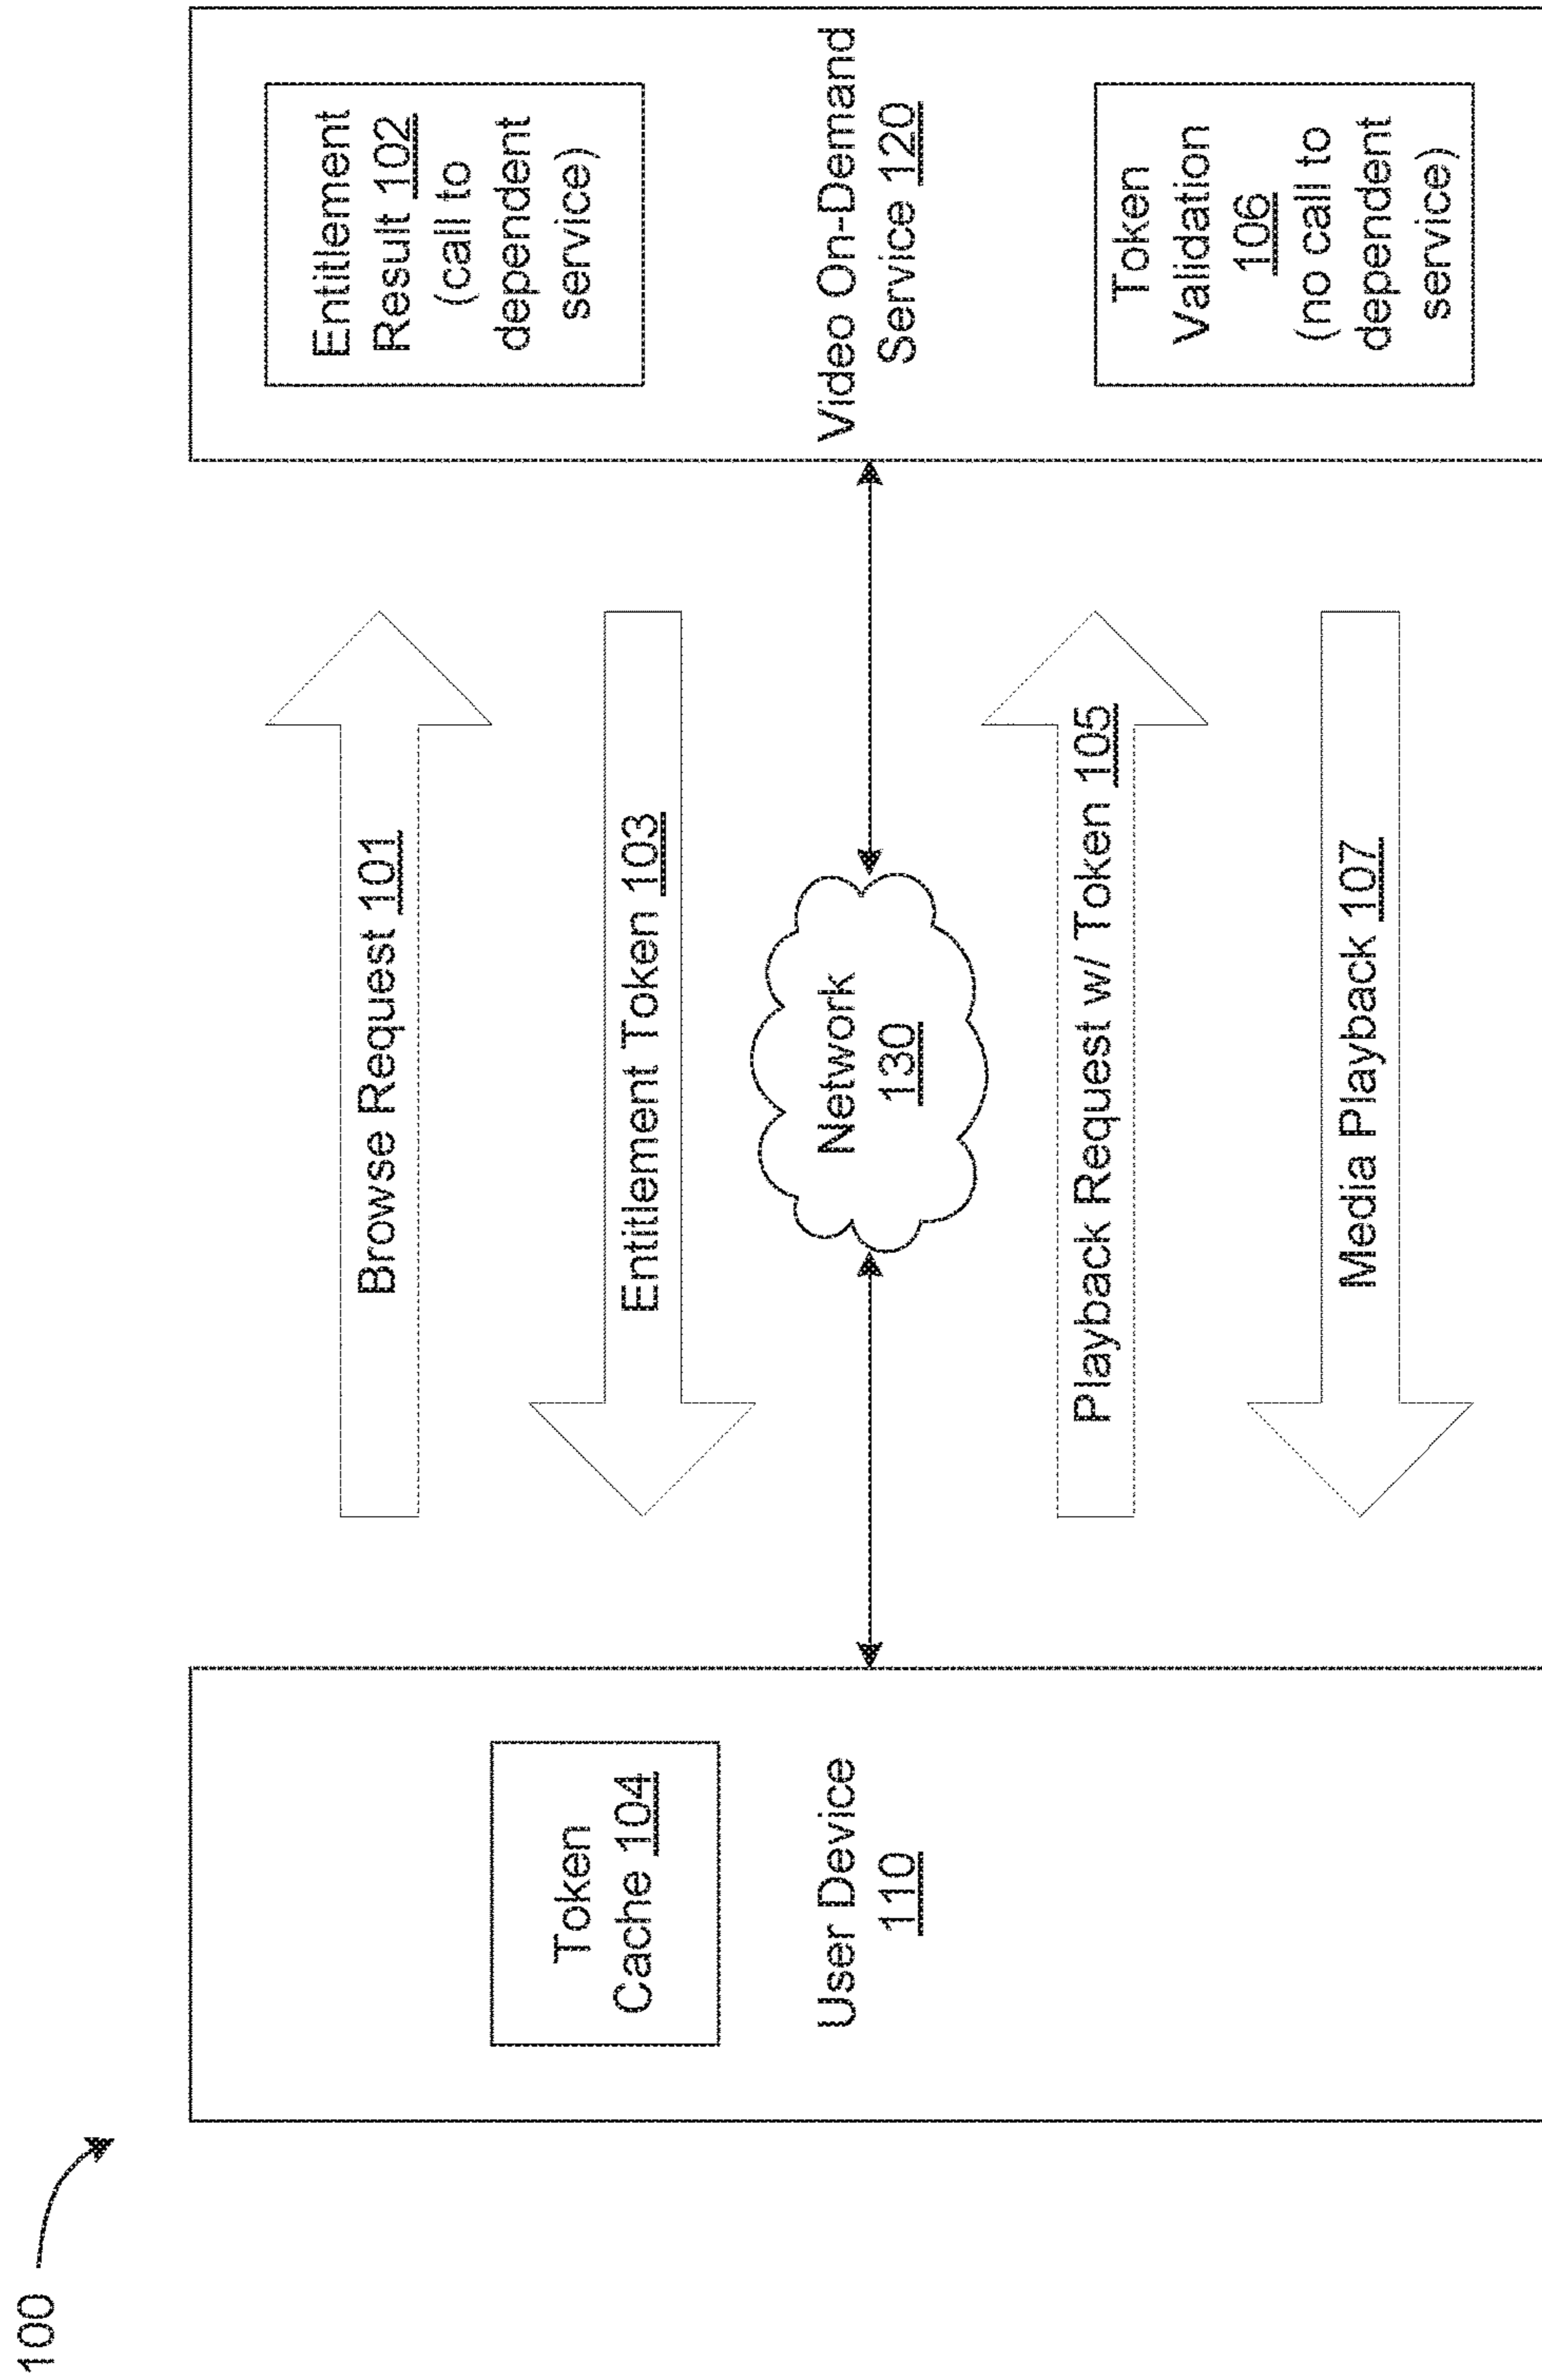 100
Token
Cache 104
User Device
110
Browse Request 101
Entitlement Token 103
Network
130
Playback Request w/ Token 105
Media Playback 107
Entitlement
Result 102
(call to
dependent
service)
Video On-Demand
Service 120
Token
Validation
106
(no call to
dependent
service)